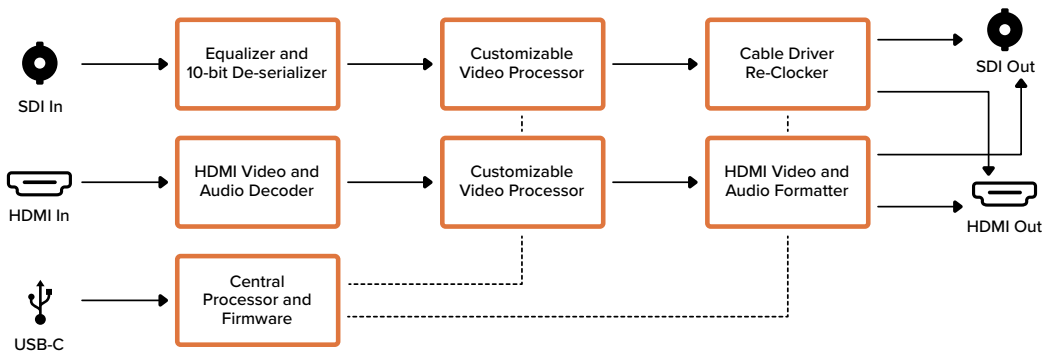 SDI In
Equalizer and
10-bit De-serializer
Customizable
Video Processor
Cable Driver
Re-Clocker
SDI Out
HDMI In
HDMI Video and
Audio Decoder
Customizable
Video Processor
HDMI Video and
Audio Formatter
HDMI Out
USB-C
Central
Processor and
Firmware